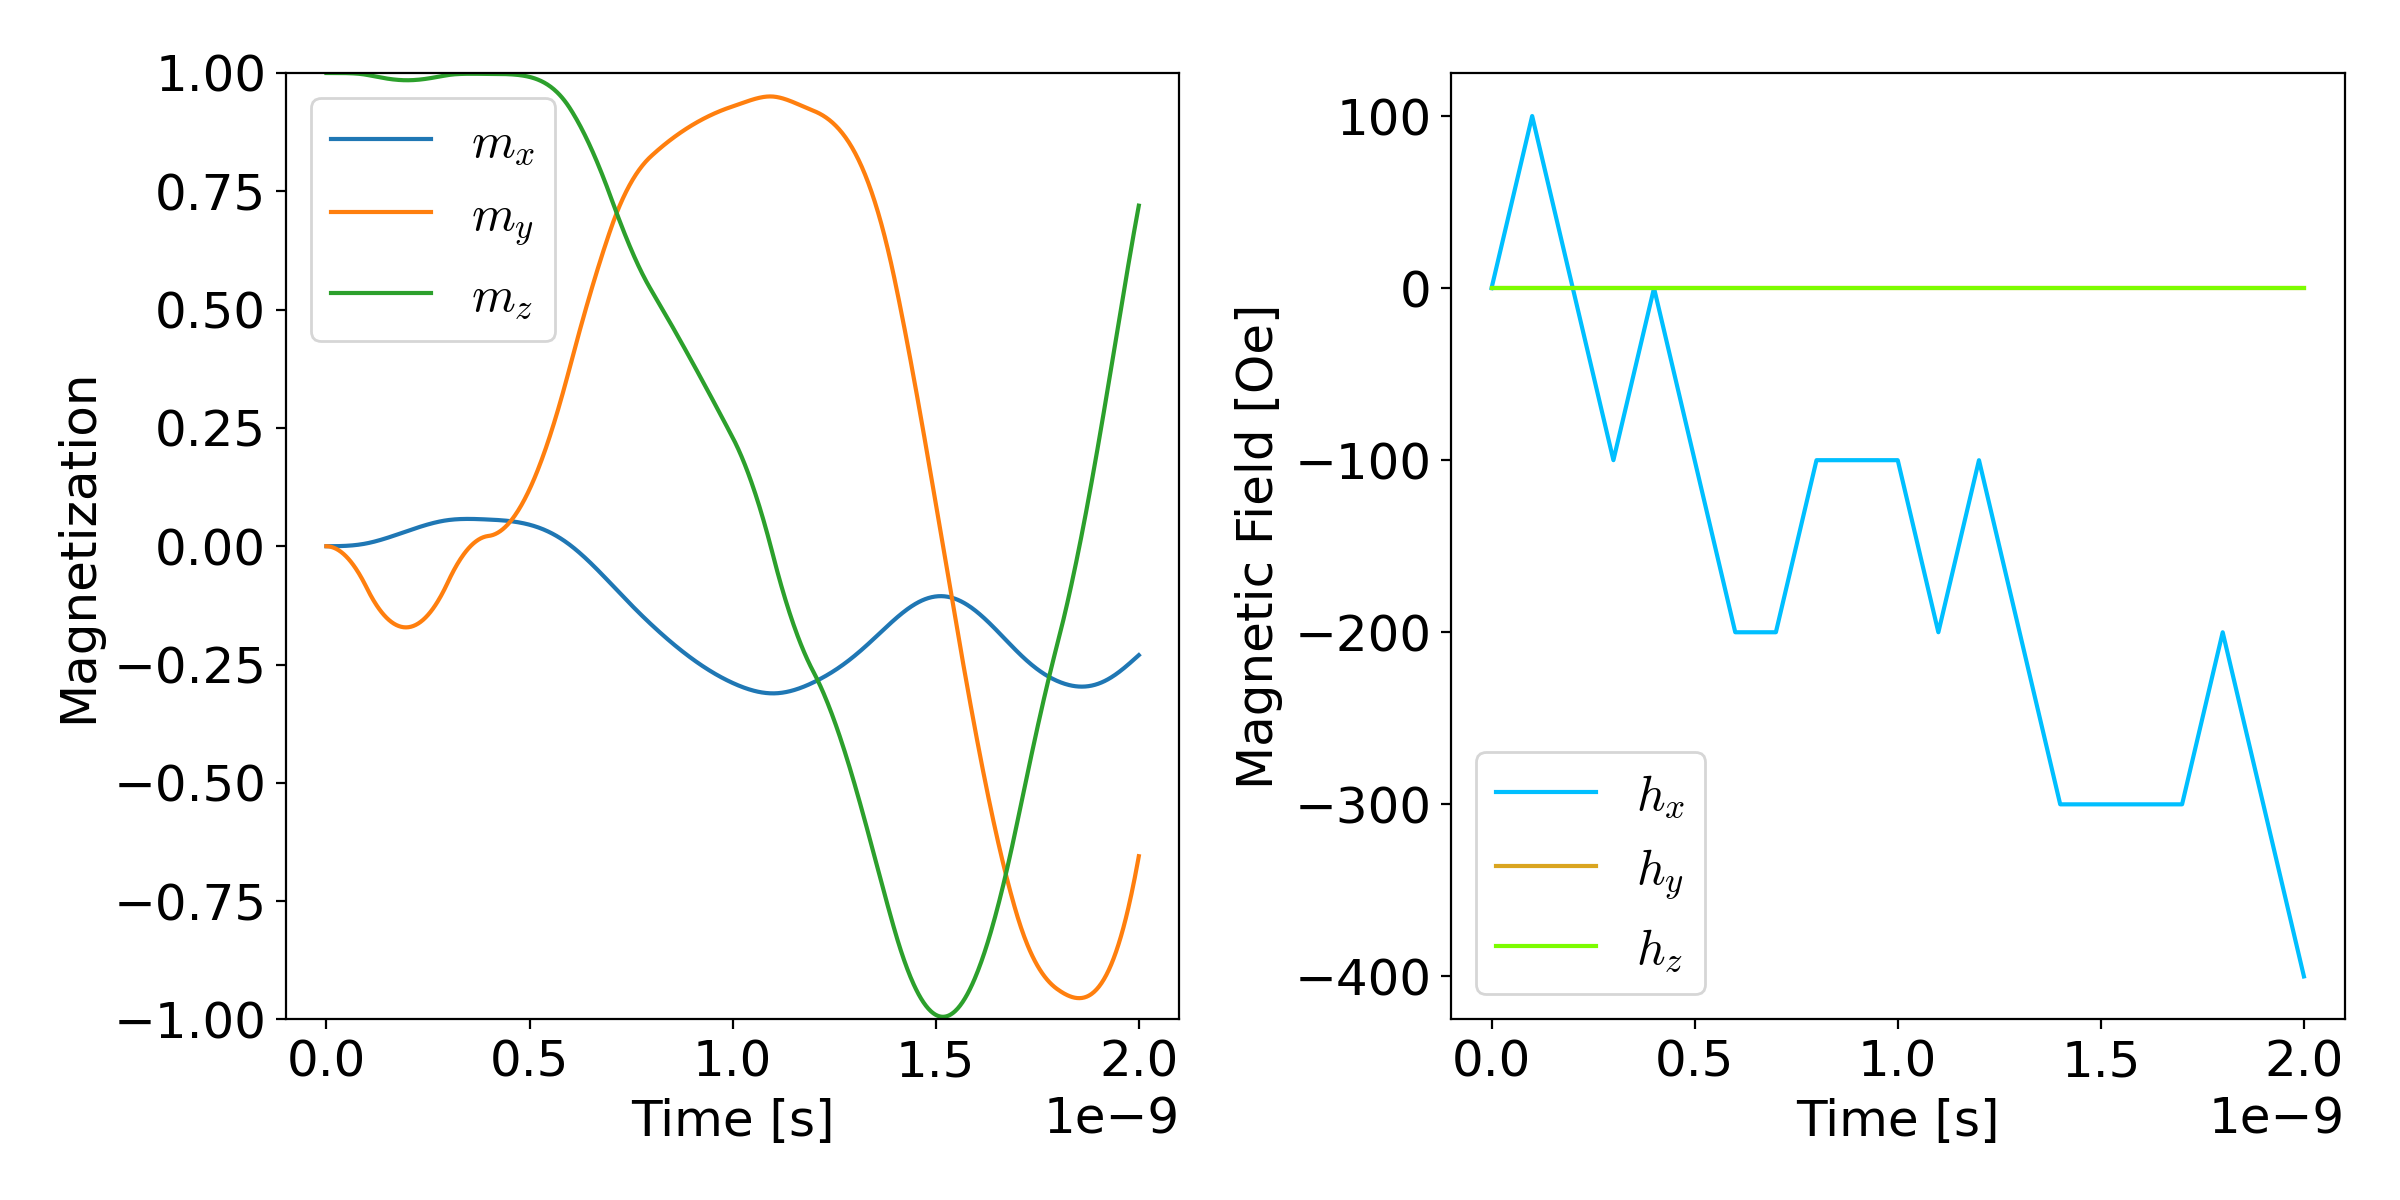 1.00
0.75
0.50
0.25
0.00
−0.25
−0.50
−0.75
−1.00
Magnetization
m_x
m_y
m_z
0.0 0.5 1.0 1.5 2.0
Time [s] 1e−9
100
0
−100
−200
−300
−400
Magnetic Field [Oe]
h_x
h_y
h_z
0.0 0.5 1.0 1.5 2.0
Time [s] 1e−9